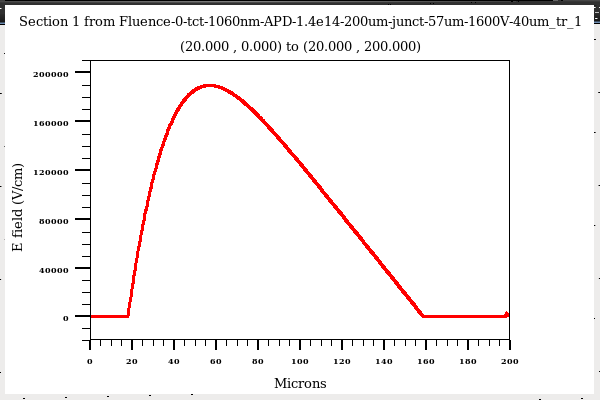 Section 1 from Fluence-0-tct-1060nm-APD-1.4e14-200um-junct-57um-1600V-40um_tr_1
(20.000 , 0.000) to (20.000 , 200.000)
200000
160000
120000
80000
40000
0
E field (V/cm)
0 20 40 60 80 100 120 140 160 180 200
Microns